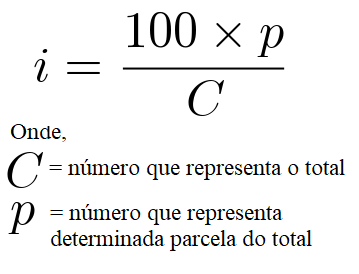 i = 100 × p / C
Onde,
C = número que representa o total
p = número que representa
determinada parcela do total